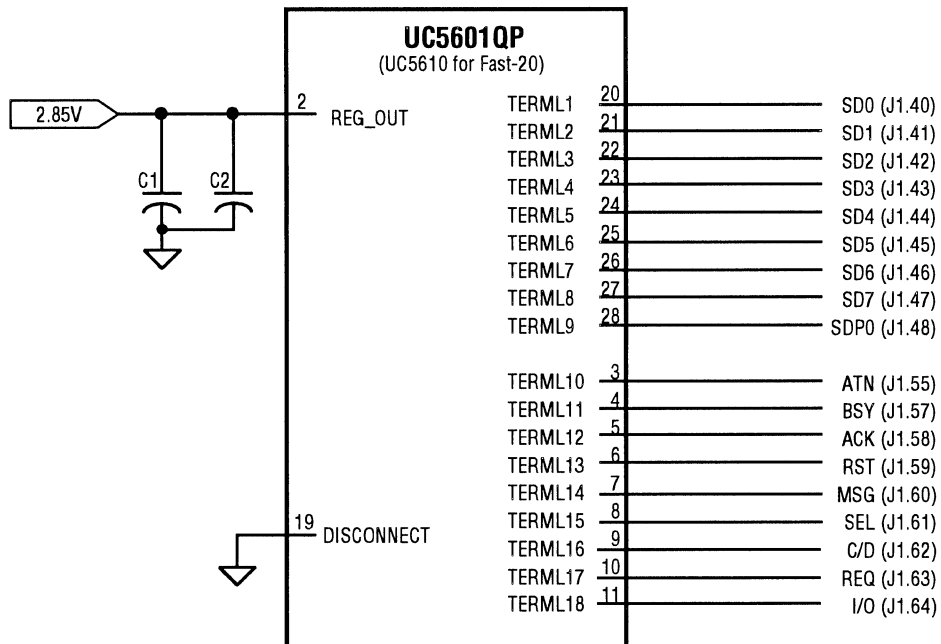 UC5601QP
(UC5610 for Fast-20)
2.85V
2
REG_OUT
C1
C2
19
DISCONNECT
TERML1 20 SD0 (J1.40)
TERML2 21 SD1 (J1.41)
TERML3 22 SD2 (J1.42)
TERML4 23 SD3 (J1.43)
TERML5 24 SD4 (J1.44)
TERML6 25 SD5 (J1.45)
TERML7 26 SD6 (J1.46)
TERML8 27 SD7 (J1.47)
TERML9 28 SDP0 (J1.48)
TERML10 3 ATN (J1.55)
TERML11 4 BSY (J1.57)
TERML12 5 ACK (J1.58)
TERML13 6 RST (J1.59)
TERML14 7 MSG (J1.60)
TERML15 8 SEL (J1.61)
TERML16 9 C/D (J1.62)
TERML17 10 REQ (J1.63)
TERML18 11 I/O (J1.64)